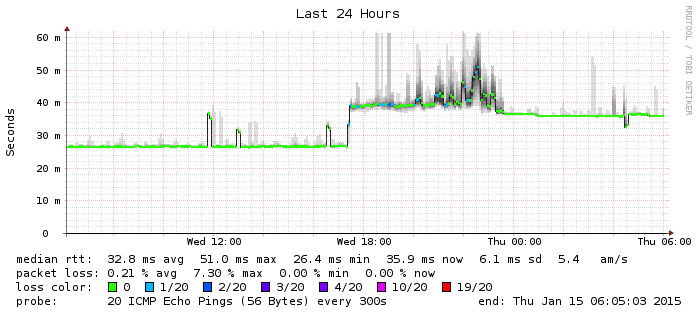 Last 24 Hours
RRDTOOL / TOBI OETIKER
Seconds
60 m
50 m
40 m
30 m
20 m
10 m
0
Wed 12:00 Wed 18:00 Thu 00:00 Thu 06:00
median rtt: 32.8 ms avg 51.0 ms max 26.4 ms min 35.9 ms now 6.1 ms sd 5.4 am/s
packet loss: 0.21 % avg 7.30 % max 0.00 % min 0.00 % now
loss color: 0 1/20 2/20 3/20 4/20 10/20 19/20
probe: 20 ICMP Echo Pings (56 Bytes) every 300s end: Thu Jan 15 06:05:03 2015